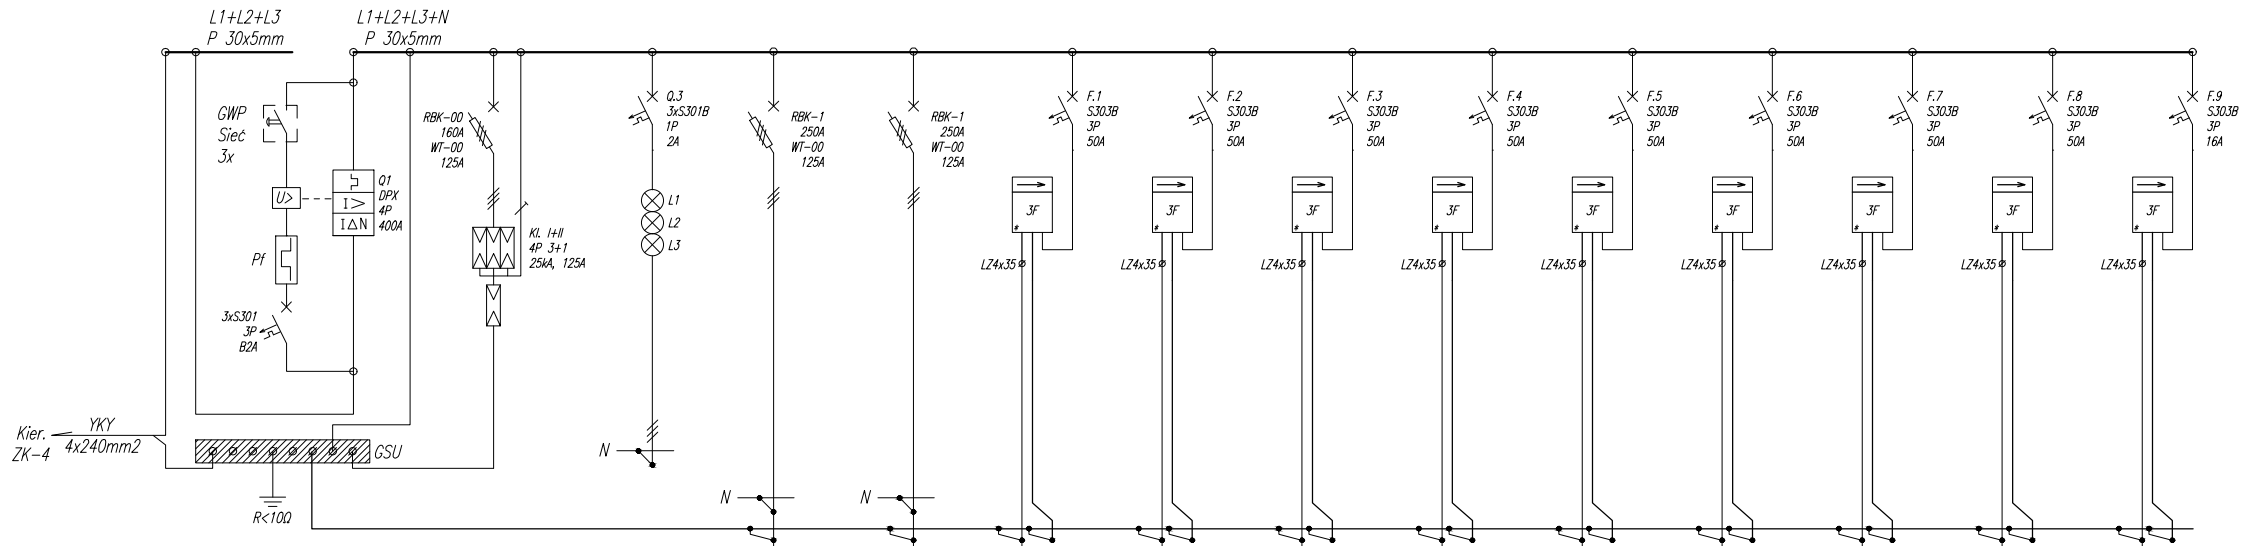 L1+L2+L3
P 30x5mm
L1+L2+L3+N
P 30x5mm
GWP
Sieć
3x
U>
Pf
3xS301
3P
B2A
I>
I∆N
Q1
DPX
4P
400A
RBK-00
160A
WT-00
125A
Kl. I+II
4P 3+1
25kA, 125A
Q.3
3xS301B
1P
2A
L1
L2
L3
N
RBK-1
250A
WT-00
125A
N
RBK-1
250A
WT-00
125A
N
F.1
S303B
3P
50A
3F
*
LZ4x35
F.2
S303B
3P
50A
3F
*
LZ4x35
F.3
S303B
3P
50A
3F
*
LZ4x35
F.4
S303B
3P
50A
3F
*
LZ4x35
F.5
S303B
3P
50A
3F
*
LZ4x35
F.6
S303B
3P
50A
3F
*
LZ4x35
F.7
S303B
3P
50A
3F
*
LZ4x35
F.8
S303B
3P
50A
3F
*
LZ4x35
F.9
S303B
3P
16A
3F
*
LZ4x35
Kier.
ZK-4
YKY
4x240mm2
GSU
R<10Ω